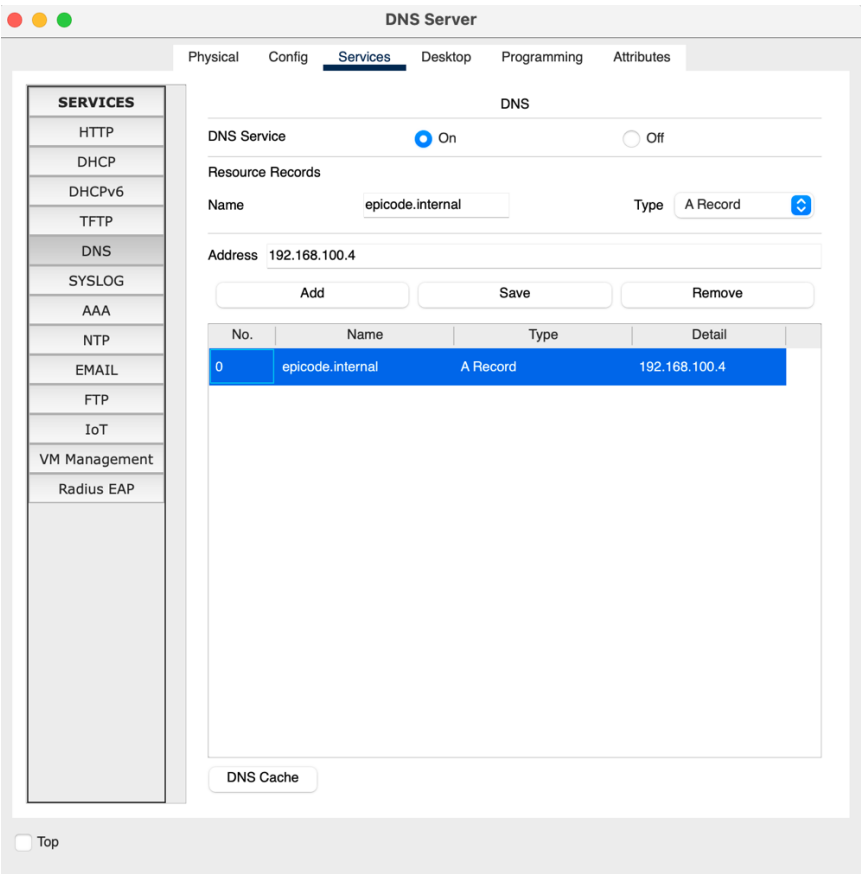 DNS Server
Physical Config Services Desktop Programming Attributes
SERVICES
HTTP
DHCP
DHCPv6
TFTP
DNS
SYSLOG
AAA
NTP
EMAIL
FTP
IoT
VM Management
Radius EAP
DNS
DNS Service On Off
Resource Records
Name epicode.internal Type A Record
Address 192.168.100.4
Add Save Remove
No. Name Type Detail
0 epicode.internal A Record 192.168.100.4
DNS Cache
Top